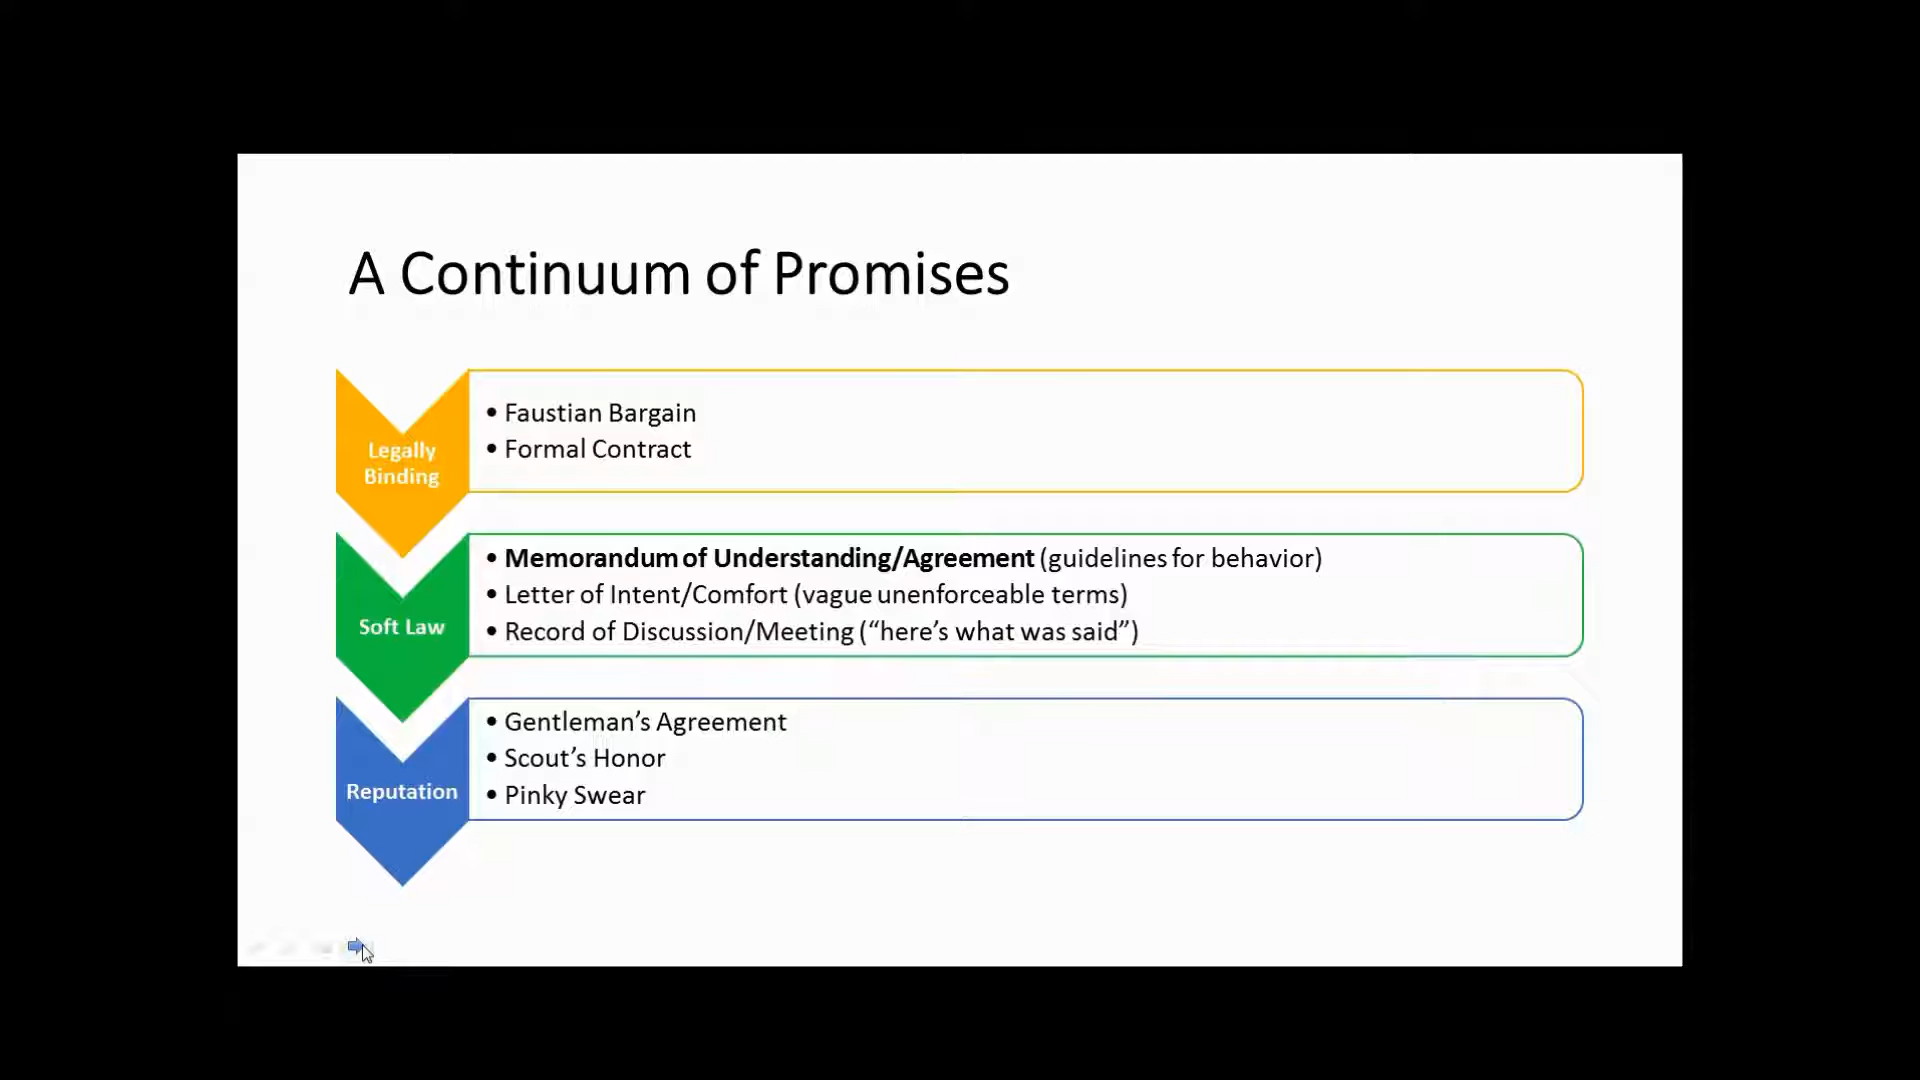 A Continuum of Promises
Legally
Binding
• Faustian Bargain
• Formal Contract
Soft Law
• Memorandum of Understanding/Agreement (guidelines for behavior)
• Letter of Intent/Comfort (vague unenforceable terms)
• Record of Discussion/Meeting (“here’s what was said”)
Reputation
• Gentleman’s Agreement
• Scout’s Honor
• Pinky Swear